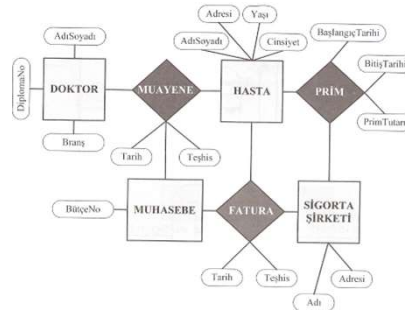 Adresi
Yaşı
AdıSoyadı
Cinsiyet
BaşlangıçTarihi
AdıSoyadı
BitişTarihi
DiplomaNo
DOKTOR
MUAYENE
HASTA
PRİM
PrimTutarı
Branş
Tarih
Teşhis
BütçeNo
MUHASEBE
FATURA
SİGORTA
ŞİRKETİ
Tarih
Teşhis
Adresi
Adı